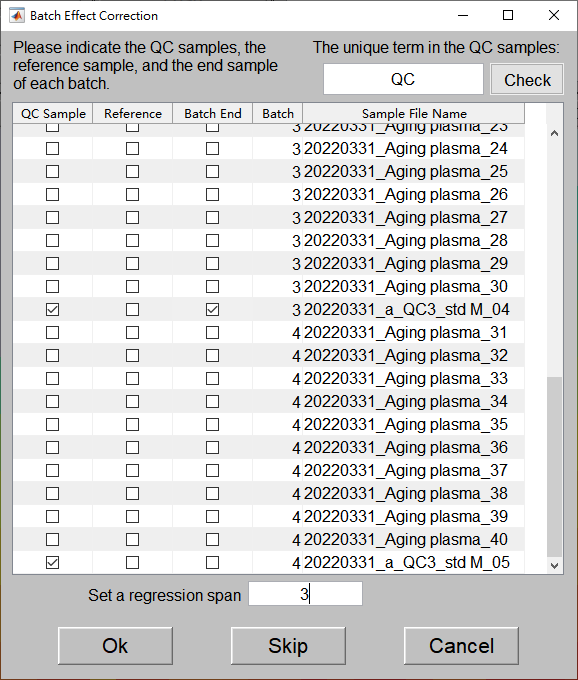 Batch Effect Correction
Please indicate the QC samples, the
reference sample, and the end sample
of each batch.
The unique term in the QC samples:
QC
Check
QC Sample Reference Batch End Batch Sample File Name
3 20220331_Aging plasma_23
3 20220331_Aging plasma_24
3 20220331_Aging plasma_25
3 20220331_Aging plasma_26
3 20220331_Aging plasma_27
3 20220331_Aging plasma_28
3 20220331_Aging plasma_29
3 20220331_Aging plasma_30
3 20220331_a_QC3_std M_04
4 20220331_Aging plasma_31
4 20220331_Aging plasma_32
4 20220331_Aging plasma_33
4 20220331_Aging plasma_34
4 20220331_Aging plasma_35
4 20220331_Aging plasma_36
4 20220331_Aging plasma_37
4 20220331_Aging plasma_38
4 20220331_Aging plasma_39
4 20220331_Aging plasma_40
4 20220331_a_QC3_std M_05
Set a regression span 3
Ok Skip Cancel